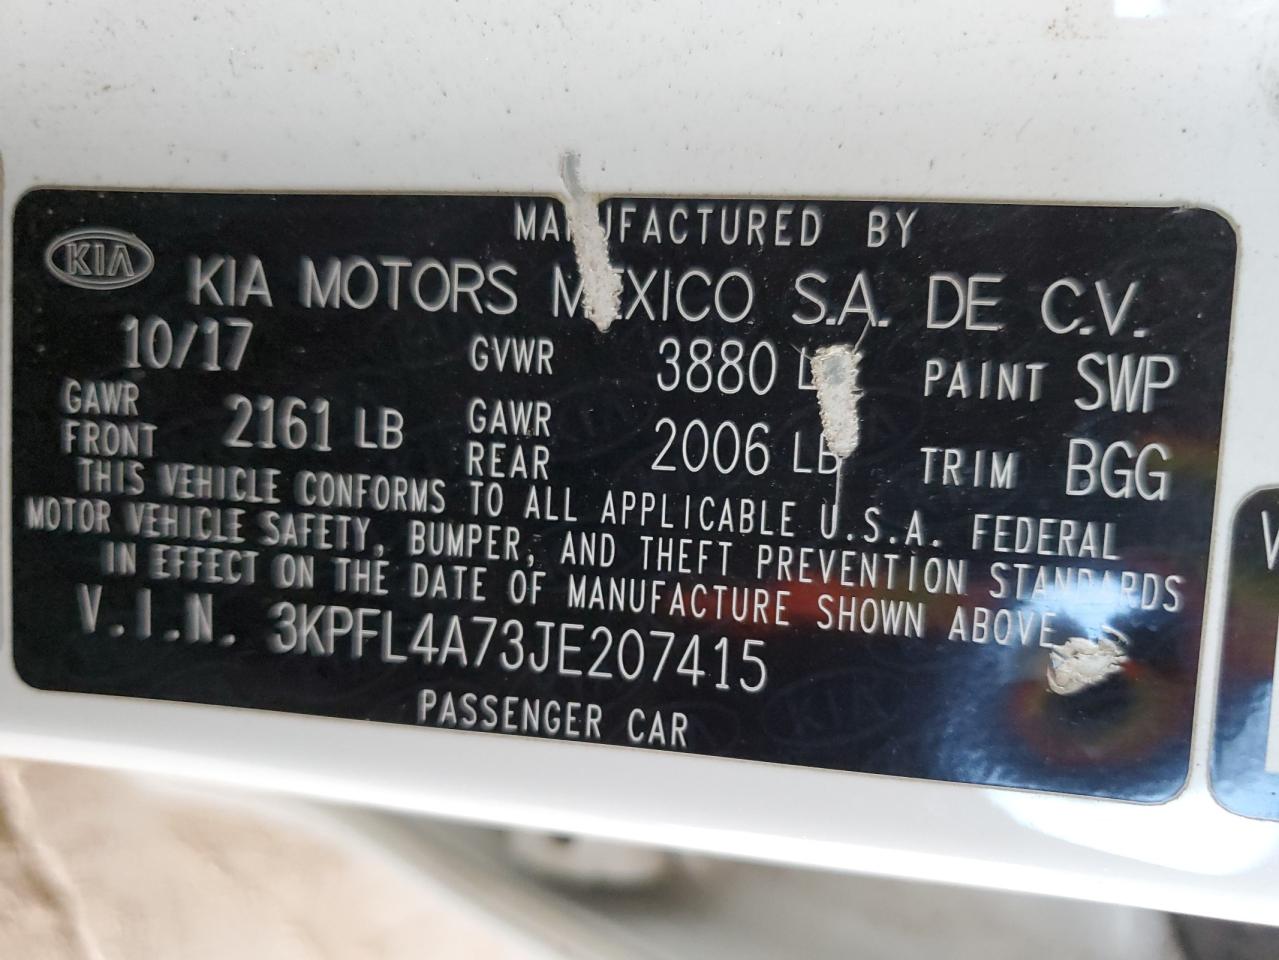 MANUFACTURED BY
KIA
KIA MOTORS MEXICO S.A. DE C.V.
10/17 GVWR 3880 LB PAINT SWP
GAWR FRONT 2161 LB GAWR REAR 2006 LB TRIM BGG
THIS VEHICLE CONFORMS TO ALL APPLICABLE U.S.A. FEDERAL
MOTOR VEHICLE SAFETY, BUMPER, AND THEFT PREVENTION STANDARDS
IN EFFECT ON THE DATE OF MANUFACTURE SHOWN ABOVE
V.I.N. 3KPFL4A73JE207415
PASSENGER CAR